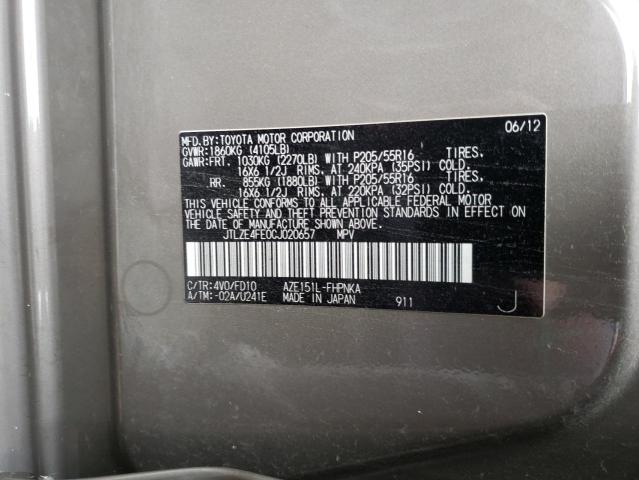 MFD.BY:TOYOTA MOTOR CORPORATION 06/12
GVWR:1860KG (4105LB)
GAWR:FRT. 1030KG (2270LB) WITH P205/55R16 TIRES,
16X6 1/2J RIMS, AT 240KPA (35PSI) COLD.
RR. 855KG (1880LB) WITH P205/55R16 TIRES,
16X6 1/2J RIMS, AT 220KPA (32PSI) COLD.
THIS VEHICLE CONFORMS TO ALL APPLICABLE FEDERAL MOTOR
VEHICLE SAFETY AND THEFT PREVENTION STANDARDS IN EFFECT
ON THE DATE OF MANUFACTURE SHOWN ABOVE.
JTLZE4FE0CJ020657 MPV
C/TR:4V0/FD10 AZE151L-FHPNKA
A/TM:-02A/U241E MADE IN JAPAN 911
J